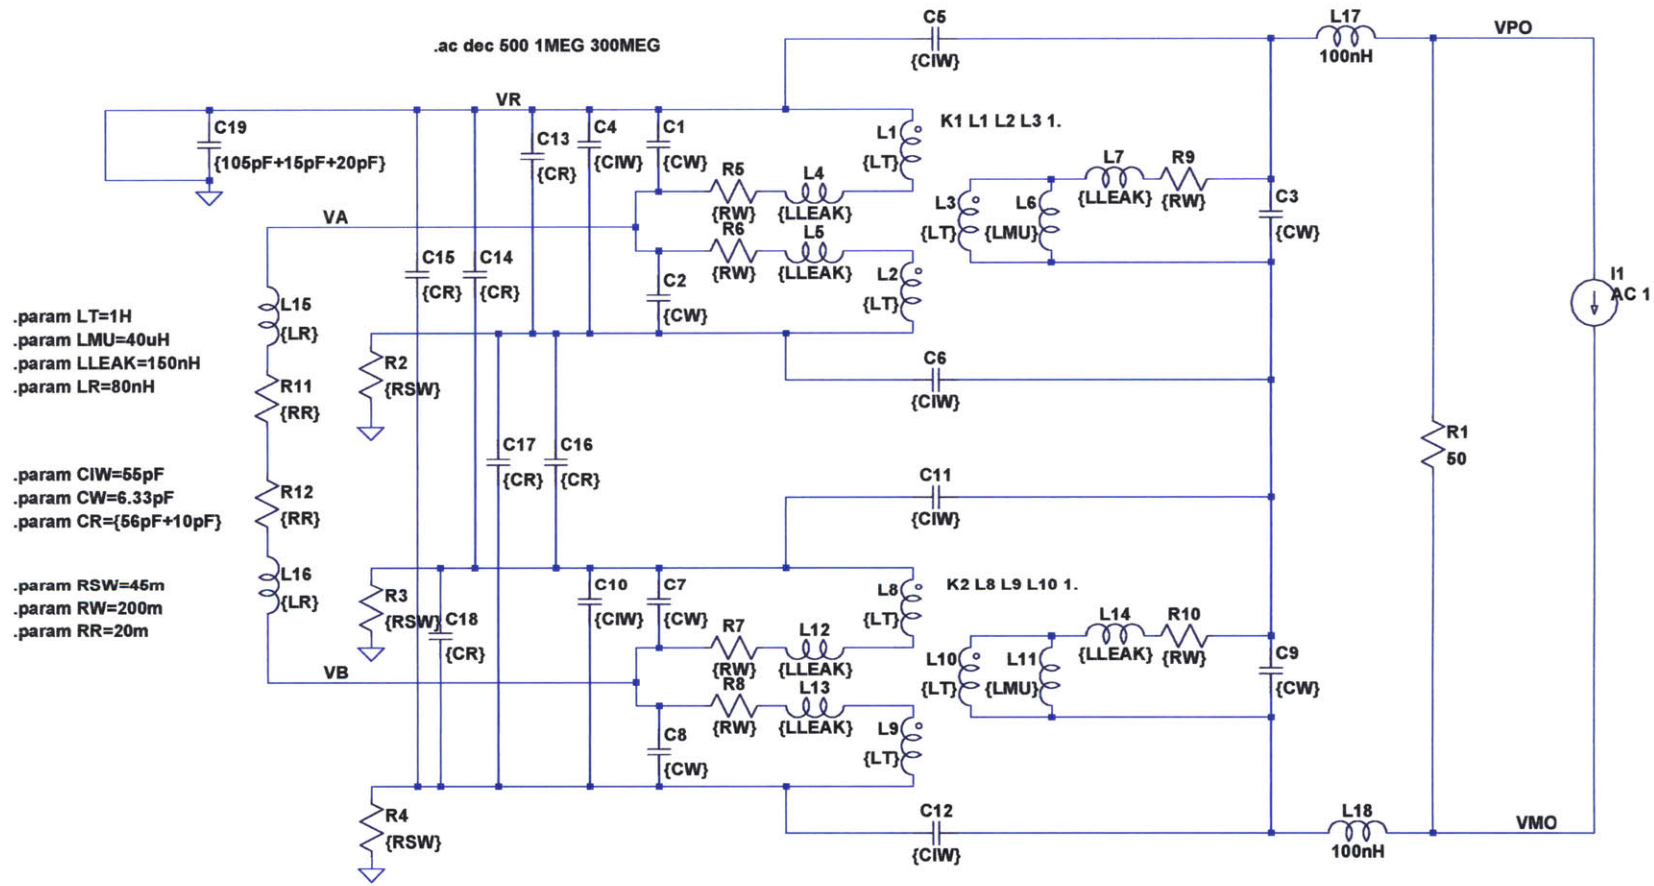 .ac dec 500 1MEG 300MEG
C5
{CIW}
L17
100nH
VPO
VR
C19
{105pF+15pF+20pF}
C13
{CR}
C4
{CIW}
C1
{CW}
L1
{LT}
K1 L1 L2 L3 1.
R5
{RW}
L4
{LLEAK}
L7
{LLEAK}
R9
{RW}
VA
R6
{RW}
L5
{LLEAK}
L3
{LT}
L6
{LMU}
C3
{CW}
C15
{CR}
C14
{CR}
C2
{CW}
L2
{LT}
I1
AC 1
L15
{LR}
.param LT=1H
.param LMU=40uH
.param LLEAK=150nH
.param LR=80nH
R11
{RR}
R2
{RSW}
C6
{CIW}
C17
{CR}
C16
{CR}
R1
50
.param CIW=55pF
.param CW=6.33pF
.param CR={56pF+10pF}
R12
{RR}
C11
{CIW}
.param RSW=45m
.param RW=200m
.param RR=20m
L16
{LR}
R3
{RSW}
C18
{CR}
C10
{CIW}
C7
{CW}
L8
{LT}
K2 L8 L9 L10 1.
R7
{RW}
L12
{LLEAK}
L14
{LLEAK}
R10
{RW}
VB
R8
{RW}
L13
{LLEAK}
L10
{LT}
L11
{LMU}
C9
{CW}
C8
{CW}
L9
{LT}
R4
{RSW}
C12
{CIW}
L18
100nH
VMO